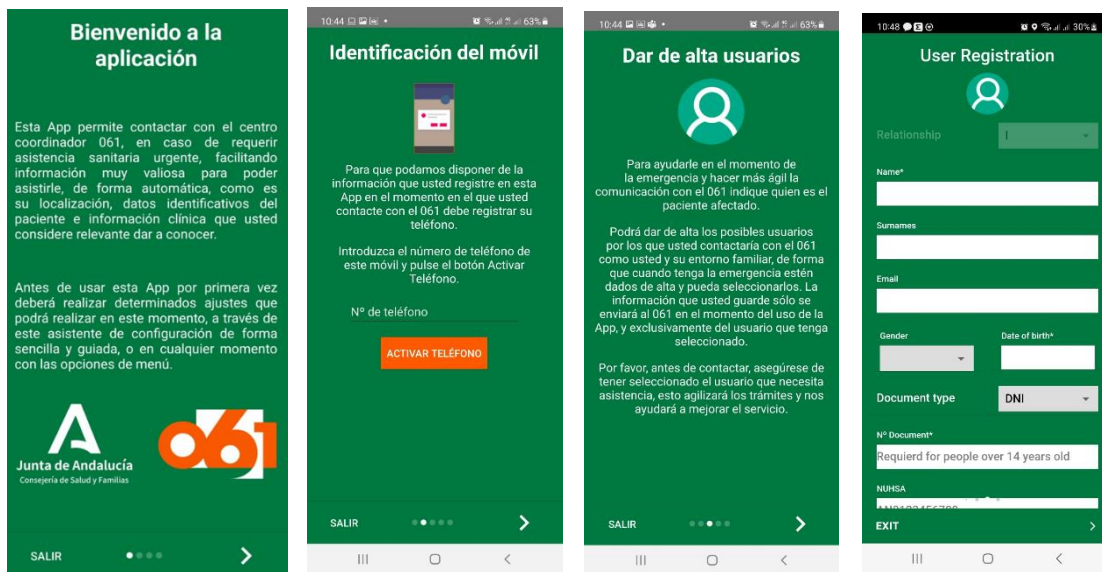 Bienvenido a la
aplicación
Esta App permite contactar con el centro
coordinador 061, en caso de requerir
asistencia sanitaria urgente, facilitando
información muy valiosa para poder
asistirle, de forma automática, como es
su localización, datos identificativos del
paciente e información clínica que usted
considere relevante dar a conocer.
Antes de usar esta App por primera vez
deberá realizar determinados ajustes que
podrá realizar en este momento, a través de
este asistente de configuración de forma
sencilla y guiada, o en cualquier momento
con las opciones de menú.
Junta de Andalucía
Consejería de Salud y Familias
061
SALIR
10:44
63%
Identificación del móvil
Para que podamos disponer de la
información que usted registre en esta
App en el momento en el que usted
contacte con el 061 debe registrar su
teléfono.
Introduzca el número de teléfono de
este móvil y pulse el botón Activar
Teléfono.
Nº de teléfono
ACTIVAR TELÉFONO
SALIR
10:44
63%
Dar de alta usuarios
Para ayudarle en el momento de
la emergencia y hacer más ágil la
comunicación con el 061 indique quien es el
paciente afectado.
Podrá dar de alta los posibles usuarios
por los que usted contactaría con el 061
como usted y su entorno familiar, de forma
que cuando tenga la emergencia estén
dados de alta y pueda seleccionarlos. La
información que usted guarde sólo se
enviará al 061 en el momento del uso de la
App, y exclusivamente del usuario que tenga
seleccionado.
Por favor, antes de contactar, asegúrese de
tener seleccionado el usuario que necesita
asistencia, esto agilizará los trámites y nos
ayudará a mejorar el servicio.
SALIR
10:48
30%
User Registration
Relationship I
Name*
Surnames
Email
Gender Date of birth*
Document type DNI
Nº Document*
Requierd for people over 14 years old
NUHSA
EXIT